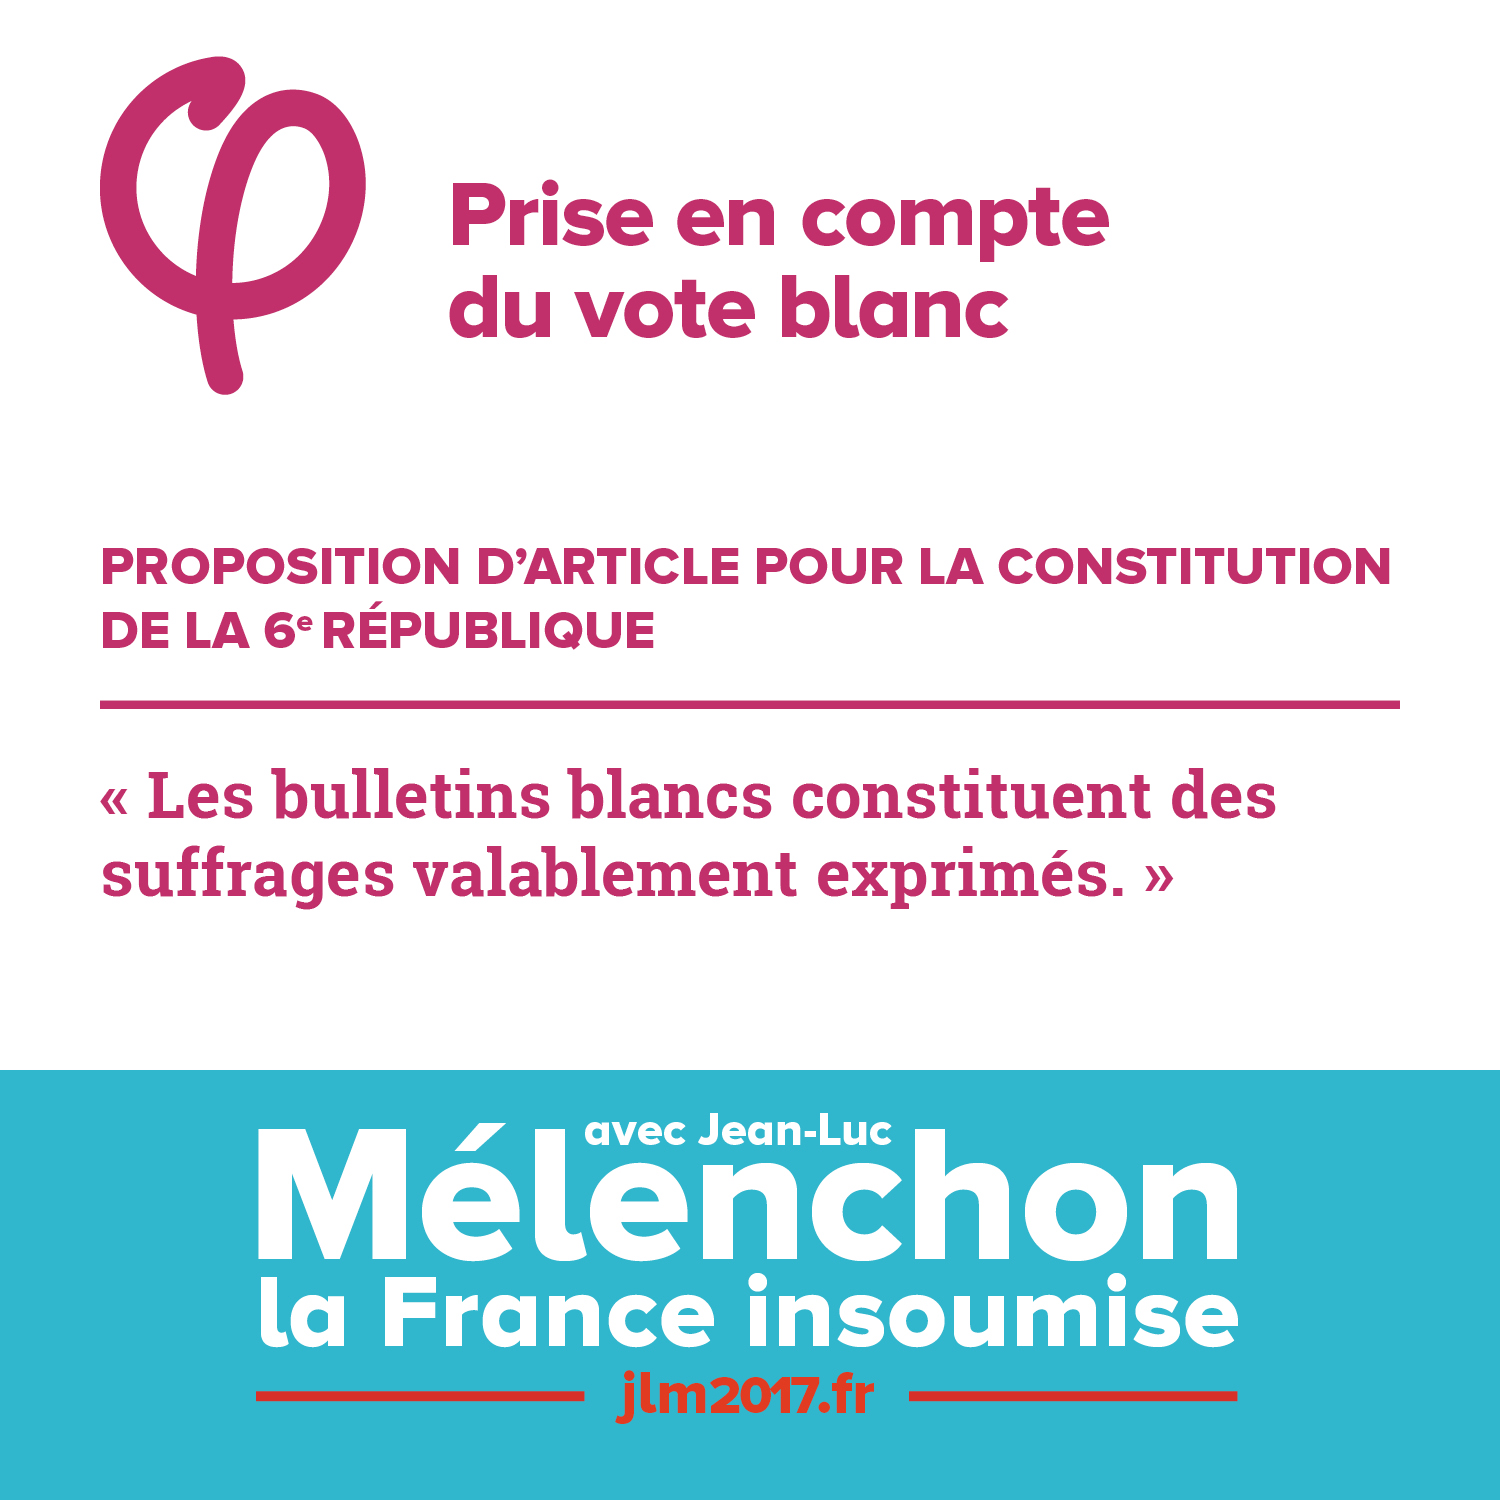 Prise en compte
du vote blanc
PROPOSITION D’ARTICLE POUR LA CONSTITUTION
DE LA 6e RÉPUBLIQUE
« Les bulletins blancs constituent des
suffrages valablement exprimés. »
avec Jean-Luc
Mélenchon
la France insoumise
jlm2017.fr